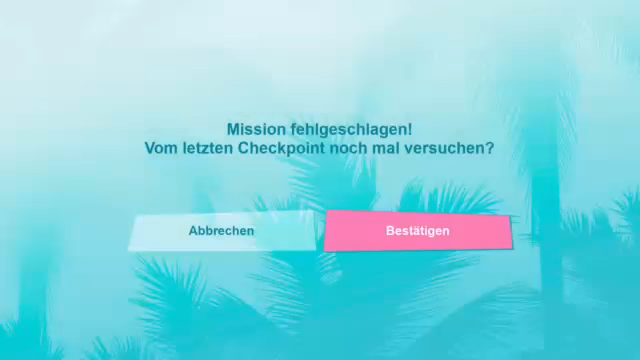 Mission fehlgeschlagen!
Vom letzten Checkpoint noch mal versuchen?
Abbrechen
Bestätigen